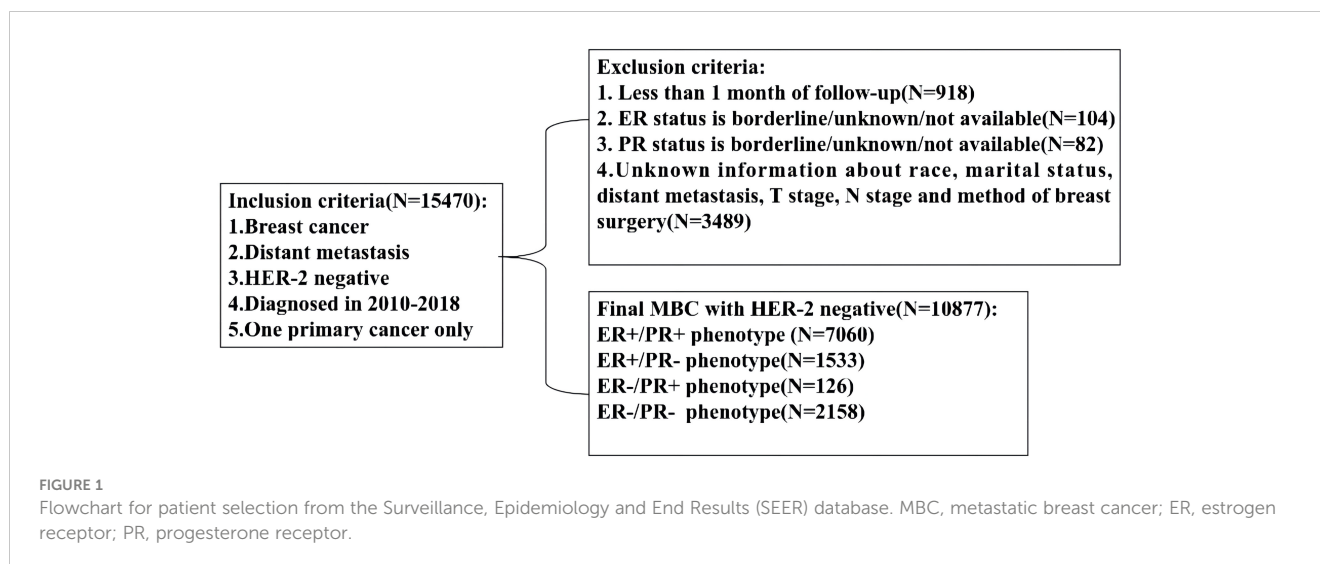 Inclusion criteria(N=15470):
1.Breast cancer
2.Distant metastasis
3.HER-2 negative
4.Diagnosed in 2010-2018
5.One primary cancer only
Exclusion criteria:
1. Less than 1 month of follow-up(N=918)
2. ER status is borderline/unknown/not available(N=104)
3. PR status is borderline/unknown/not available(N=82)
4.Unknown information about race, marital status,
distant metastasis, T stage, N stage and method of breast
surgery(N=3489)
Final MBC with HER-2 negative(N=10877):
ER+/PR+ phenotype (N=7060)
ER+/PR- phenotype(N=1533)
ER-/PR+ phenotype(N=126)
ER-/PR- phenotype(N=2158)
FIGURE 1
Flowchart for patient selection from the Surveillance, Epidemiology and End Results (SEER) database. MBC, metastatic breast cancer; ER, estrogen
receptor; PR, progesterone receptor.